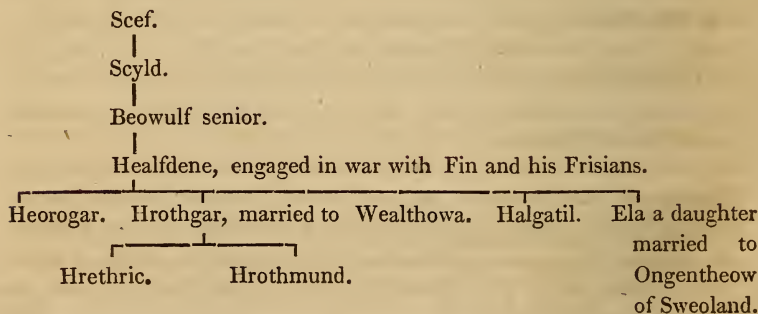 Scef.
Scyld.
Beowulf senior.
Healfdene, engaged in war with Fin and his Frisians.
Heorogar. Hrothgar, married to Wealthowa. Halgatil. Ela a daughter
married to
Hrethric. Hrothmund. Ongentheow
of Sweoland.